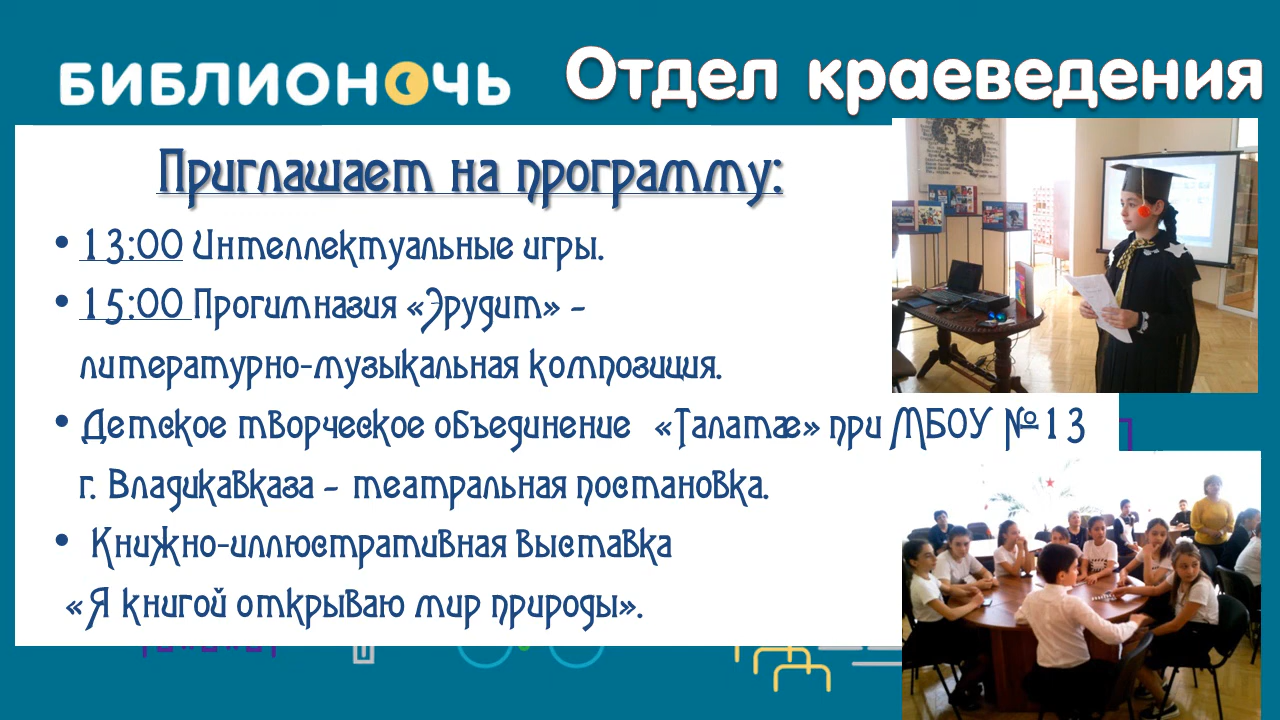 БИБЛИОНОЧЬ
Отдел краеведения
Приглашает на программу:
• 13:00 Интеллектуальные игры.
• 15:00 Прогимназия «Эрудит» –
литературно-музыкальная композиция.
• Детское творческое объединение «Талатæ» при МБОУ №13
г. Владикавказа – театральная постановка.
• Книжно-иллюстративная выставка
«Я книгой открываю мир природы».